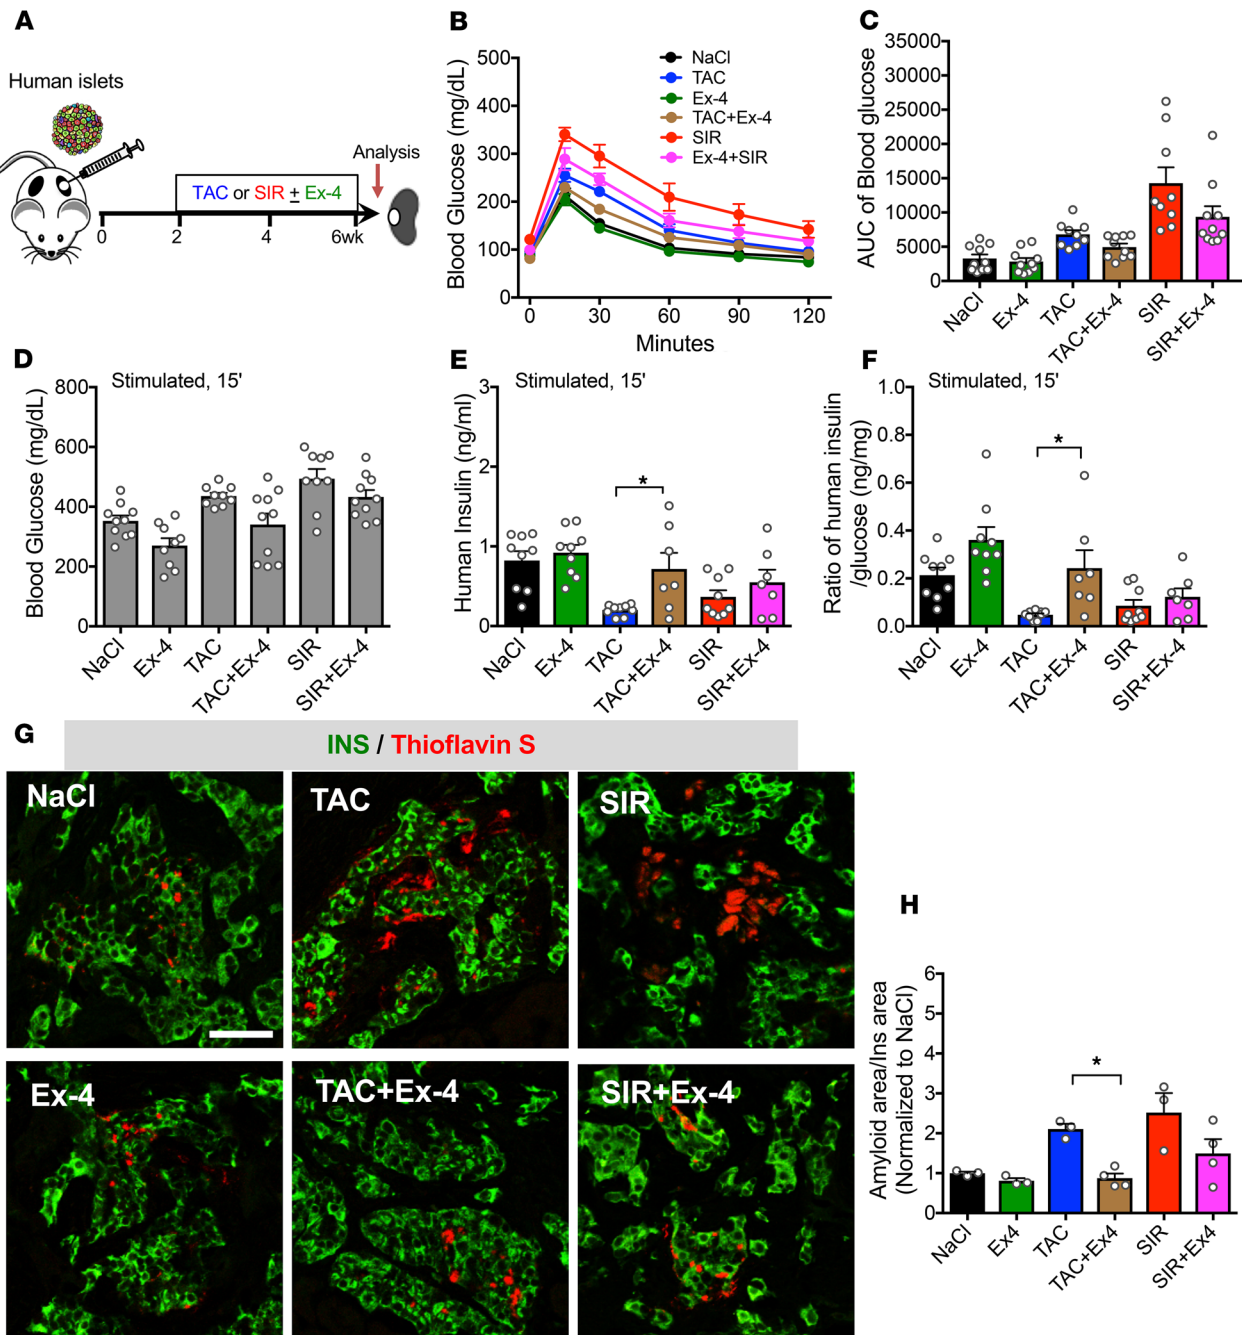 A
Human islets
Analysis
TAC or SIR ± Ex-4
0 2 4 6wk
B
Blood Glucose (mg/dL)
500
400
300
200
100
0
NaCl
TAC
Ex-4
TAC+Ex-4
SIR
Ex-4+SIR
0 30 60 90 120
Minutes
C
AUC of Blood glucose
35000
30000
25000
20000
15000
10000
5000
0
NaCl
Ex-4
TAC
TAC+Ex-4
SIR
SIR+Ex-4
D
Stimulated, 15'
Blood Glucose (mg/dL)
800
600
400
200
0
NaCl
Ex-4
TAC
TAC+Ex-4
SIR
SIR+Ex-4
E
Stimulated, 15'
Human Insulin (ng/ml)
3
2
1
0
*
NaCl
Ex-4
TAC
TAC+Ex-4
SIR
SIR+Ex-4
F
Stimulated, 15'
Ratio of human insulin
/glucose (ng/mg)
1.0
0.8
0.6
0.4
0.2
0.0
*
NaCl
Ex-4
TAC
TAC+Ex-4
SIR
SIR+Ex-4
G
INS / Thioflavin S
NaCl
TAC
SIR
Ex-4
TAC+Ex-4
SIR+Ex-4
H
Amyloid area/Ins area
(Normalized to NaCl)
6
5
4
3
2
1
0
*
NaCl
Ex4
TAC
TAC+Ex4
SIR
SIR+Ex4